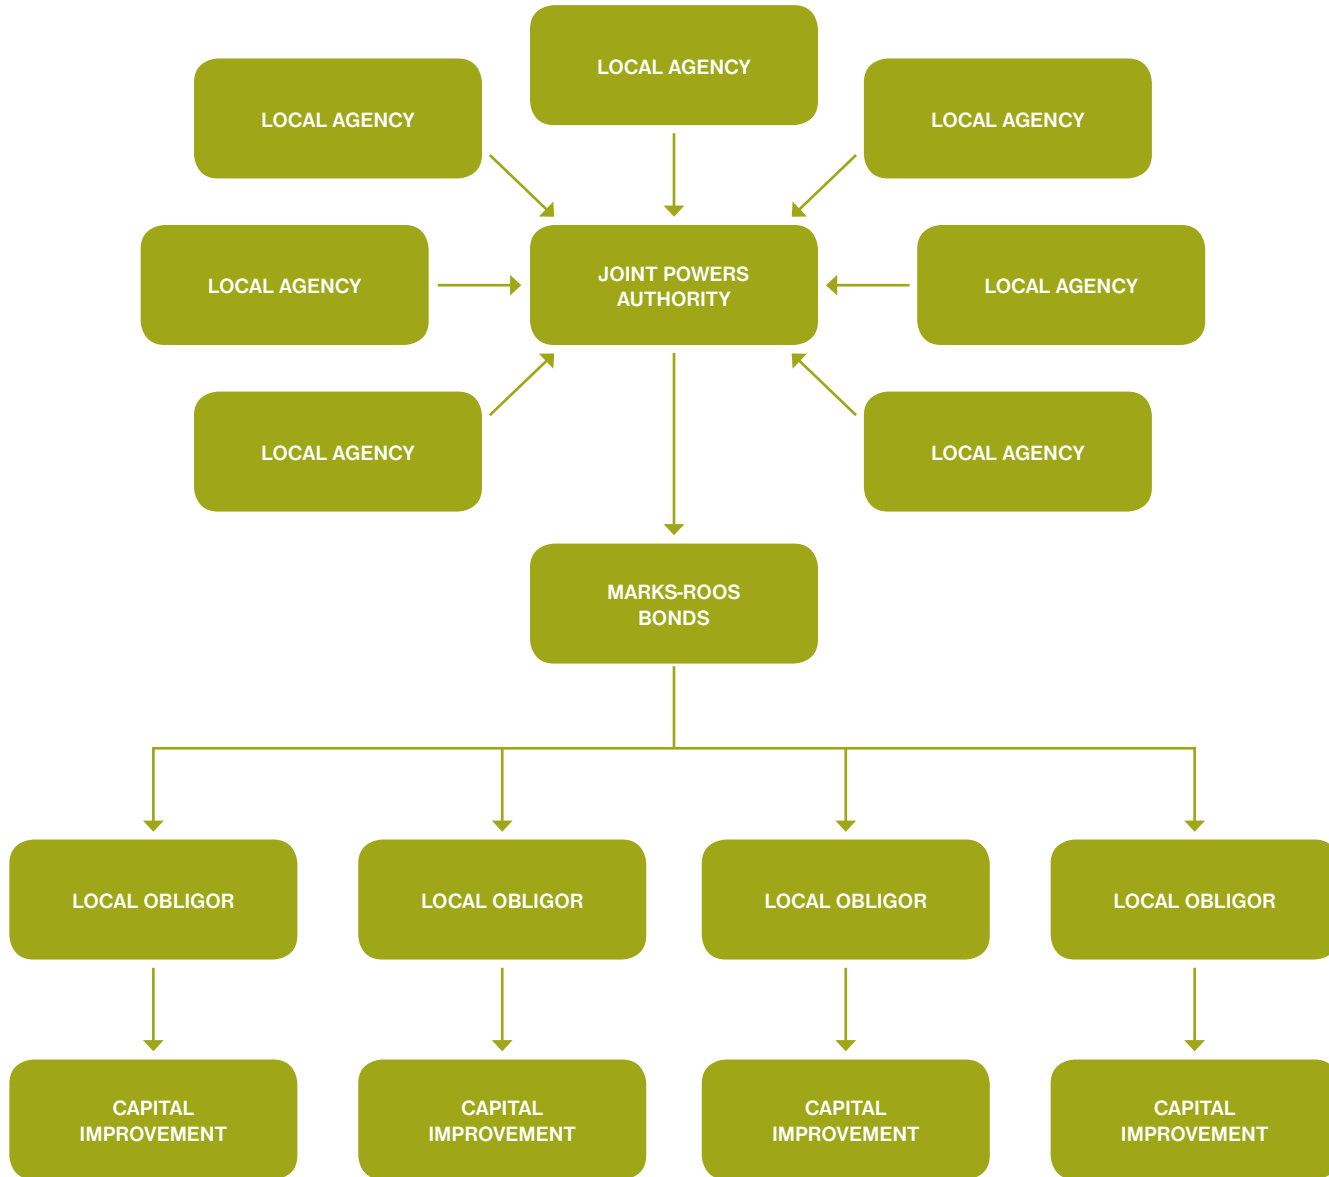 LOCAL AGENCY
LOCAL AGENCY
LOCAL AGENCY
LOCAL AGENCY
JOINT POWERS
AUTHORITY
LOCAL AGENCY
LOCAL AGENCY
LOCAL AGENCY
MARKS-ROOS
BONDS
LOCAL OBLIGOR
LOCAL OBLIGOR
LOCAL OBLIGOR
LOCAL OBLIGOR
CAPITAL
IMPROVEMENT
CAPITAL
IMPROVEMENT
CAPITAL
IMPROVEMENT
CAPITAL
IMPROVEMENT